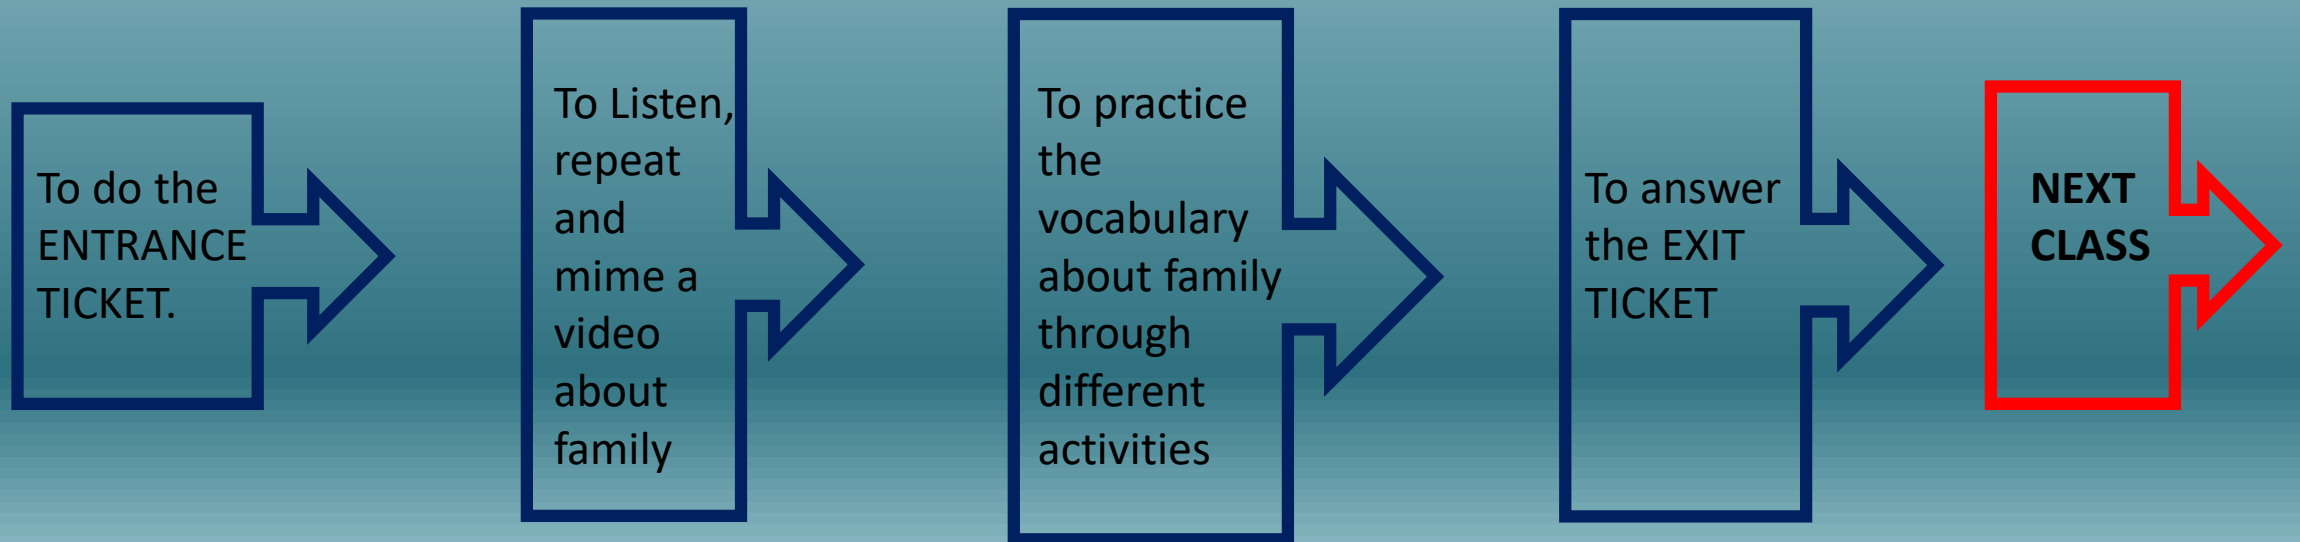 To do the
ENTRANCE
TICKET.
To Listen,
repeat
and
mime a
video
about
family
To practice
the
vocabulary
about family
through
different
activities
To answer
the EXIT
TICKET
NEXT
CLASS